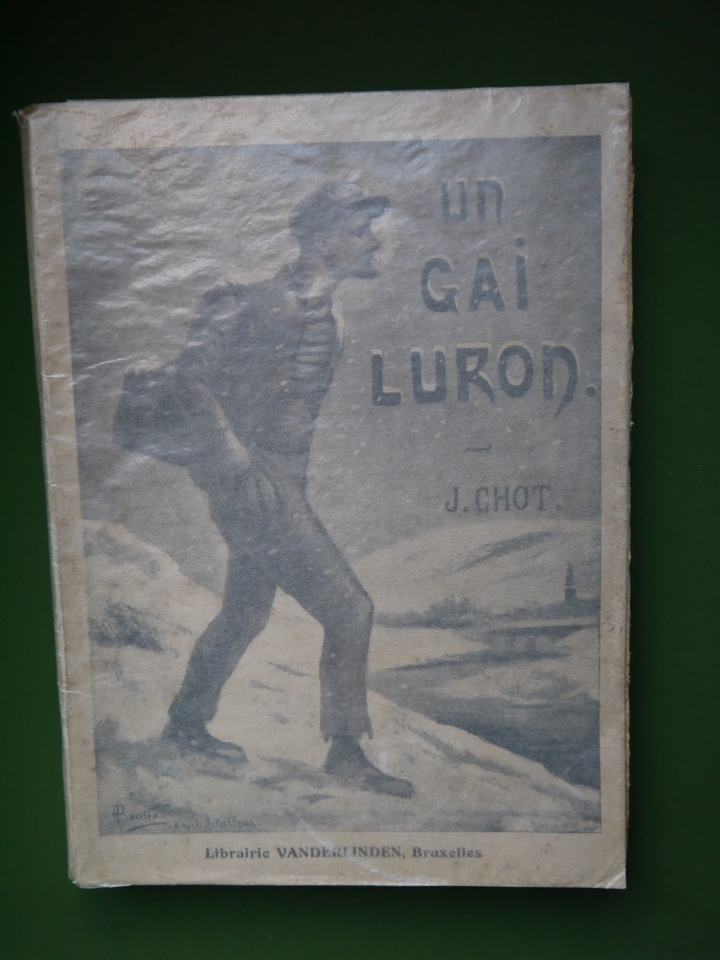 Un
GAI
LURON.
J. CHOT.
Librairie VANDERLINDEN, Bruxelles